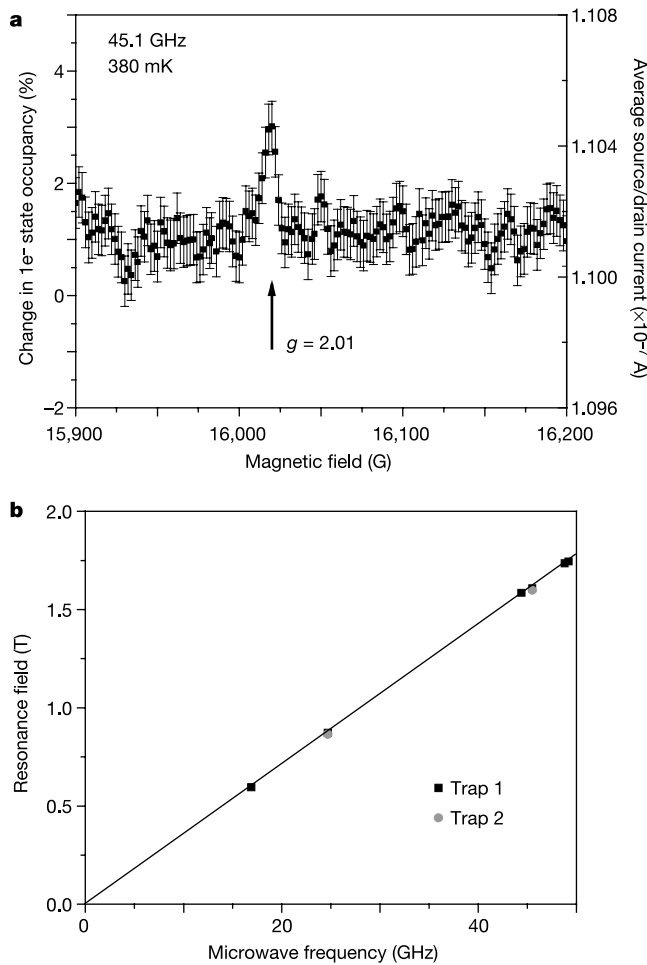 a
45.1 GHz
380 mK
Change in 1e⁻ state occupancy (%)
4
2
0
−2
1.108
1.104
1.100
1.096
Average source/drain current (×10⁻⁷ A)
g = 2.01
15,900
16,000
16,100
16,200
Magnetic field (G)
b
Resonance field (T)
2.0
1.5
1.0
0.5
0.0
Trap 1
Trap 2
0
20
40
Microwave frequency (GHz)